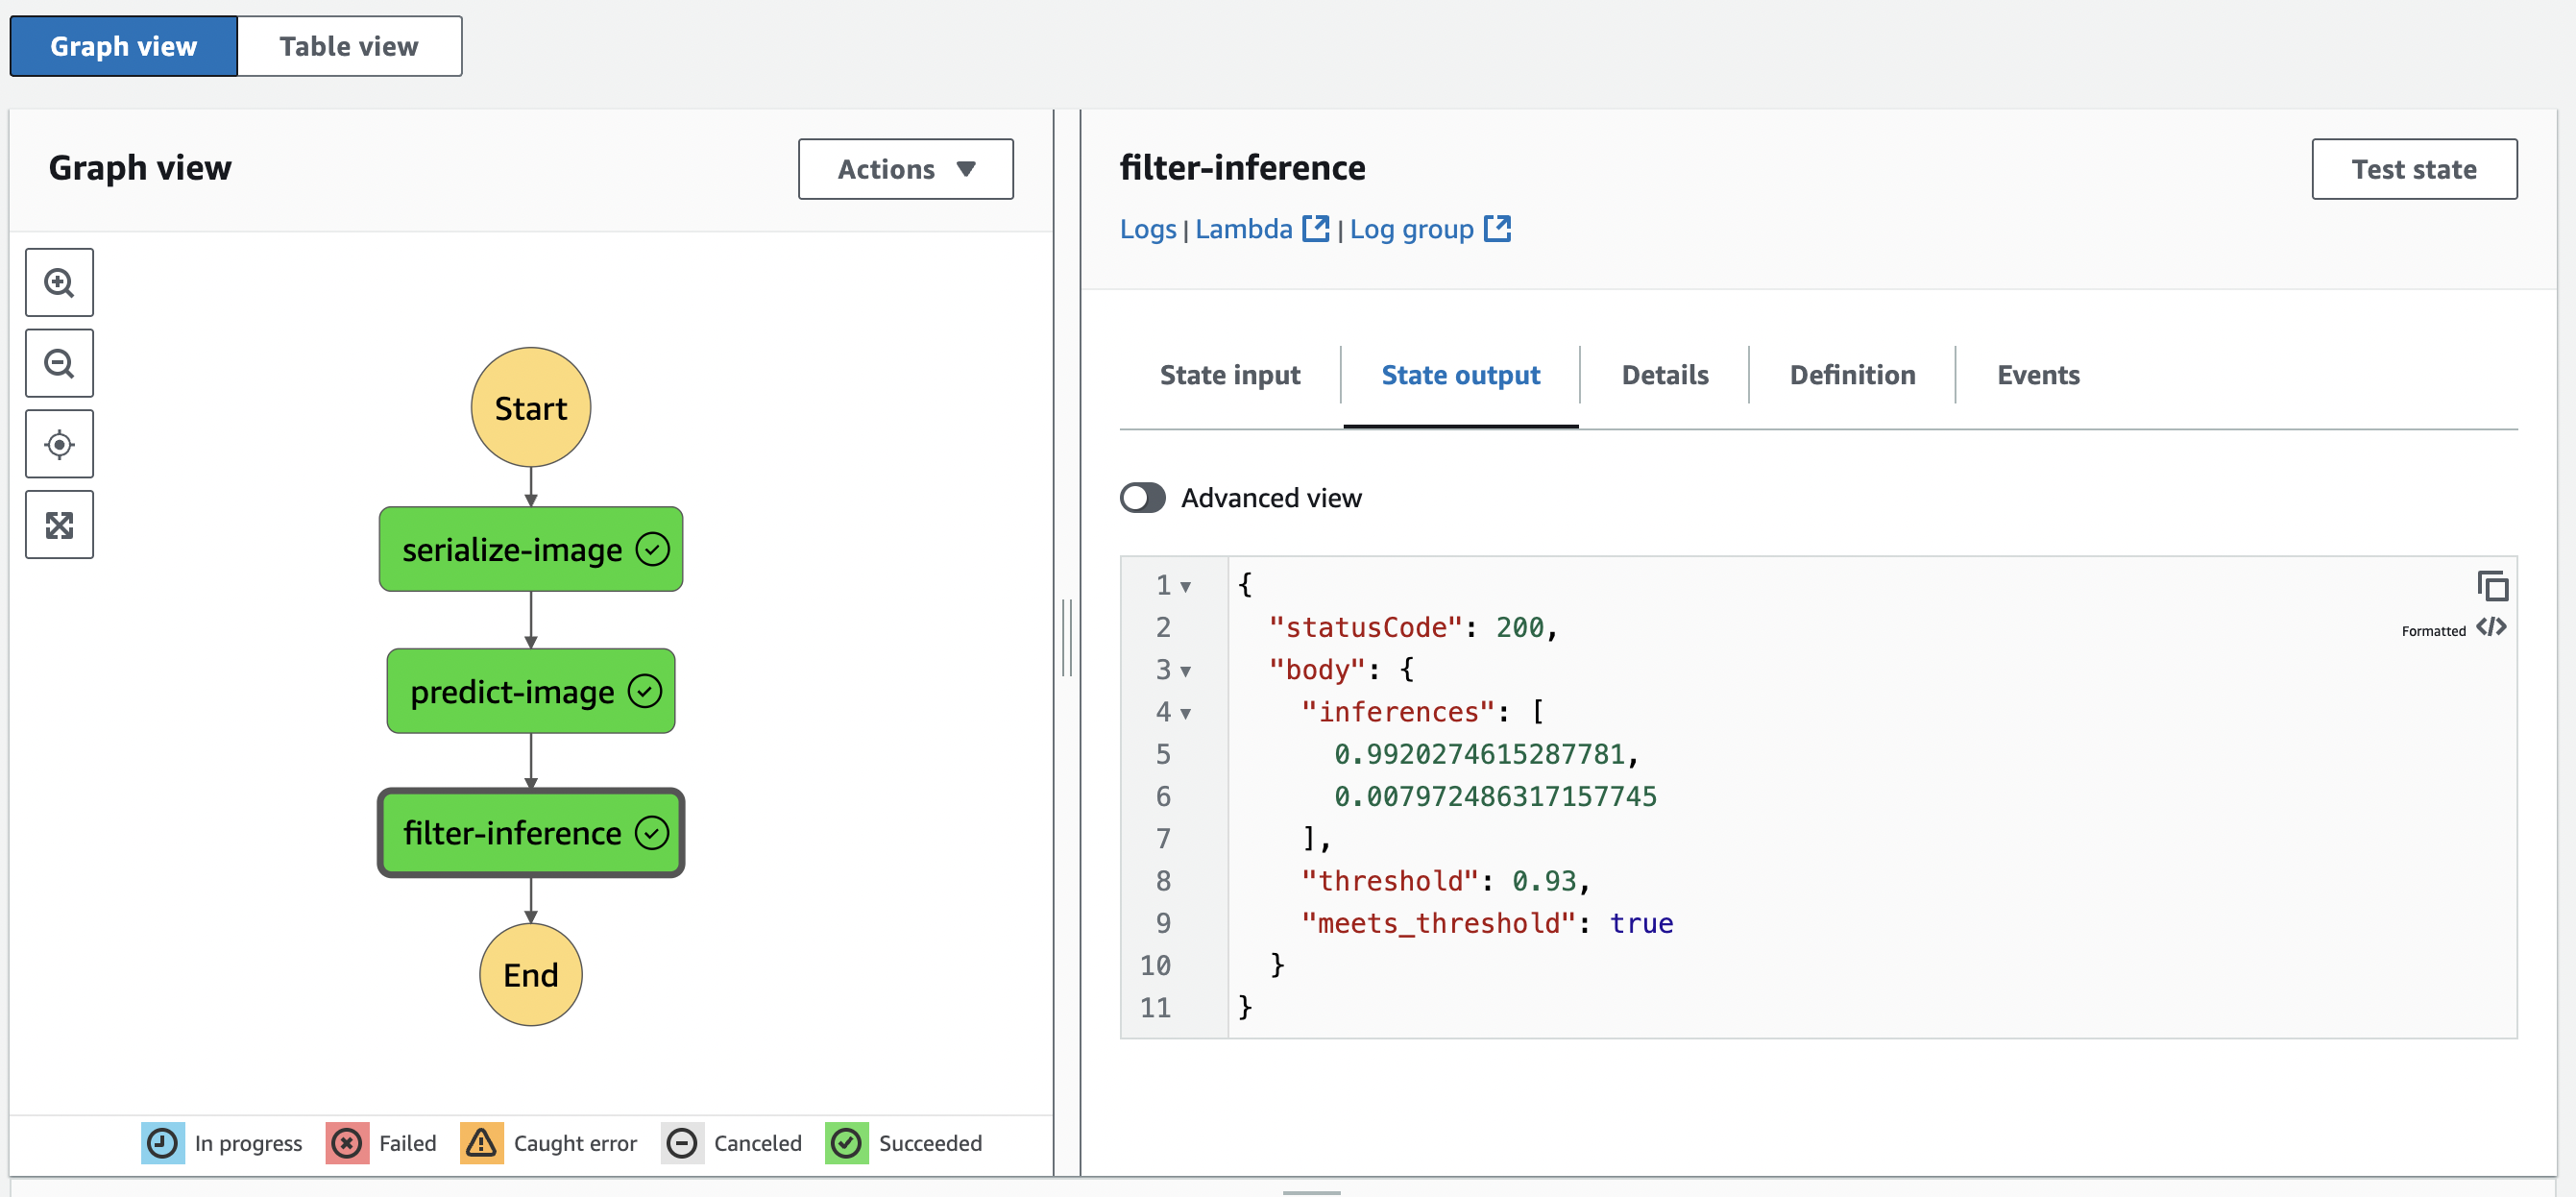 Graph view Table view
Graph view Actions
Start
serialize-image
predict-image
filter-inference
End
In progress Failed Caught error Canceled Succeeded
filter-inference Test state
Logs | Lambda | Log group
State input State output Details Definition Events
Advanced view
Formatted
1 {
2 "statusCode": 200,
3 "body": {
4 "inferences": [
5 0.9920274615287781,
6 0.007972486317157745
7 ],
8 "threshold": 0.93,
9 "meets_threshold": true
10 }
11 }